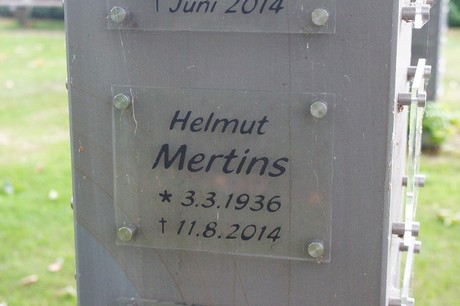 † Juni 2014
Helmut
Mertins
* 3.3.1936
† 11.8.2014